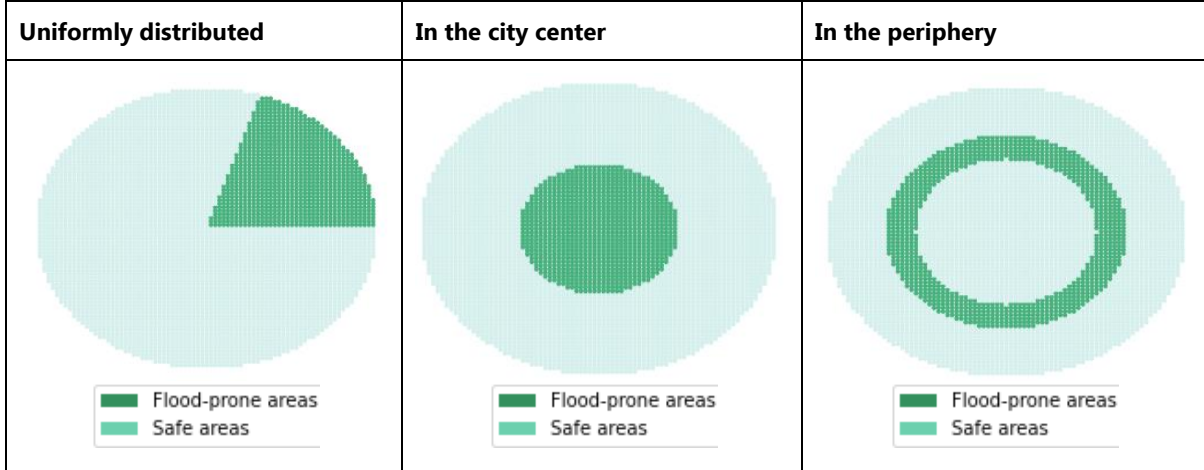 Uniformly distributed
In the city center
In the periphery
Flood-prone areas
Safe areas
Flood-prone areas
Safe areas
Flood-prone areas
Safe areas